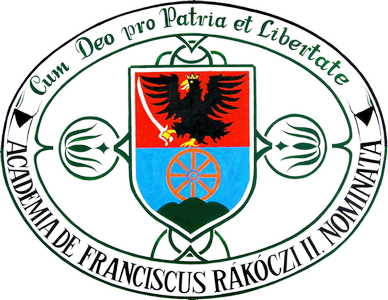 Cum Deo pro Patria et Libertate
ACADEMIA DE FRANCISCUS RÁKÓCZI II. NOMINATA